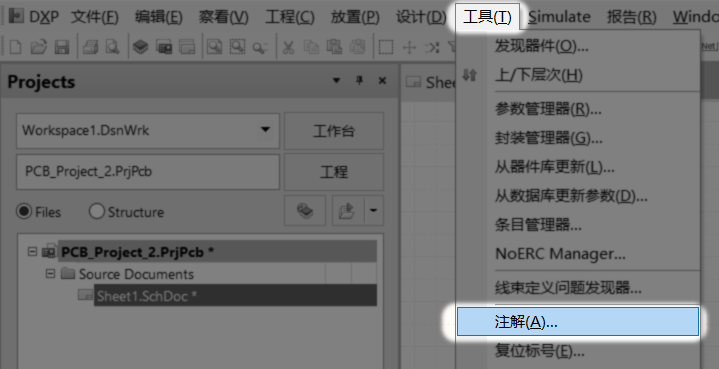 DXP 文件(F) 编辑(E) 察看(V) 工程(C) 放置(P) 设计(D) 工具(T) Simulate 报告(R) Windo
Projects
Workspace1.DsnWrk
工作台
PCB_Project_2.PrjPcb
工程
Files
Structure
PCB_Project_2.PrjPcb *
Source Documents
Sheet1.SchDoc *
Shee
Net
发现器件(O)...
上/下层次(H)
参数管理器(R)...
封装管理器(G)...
从器件库更新(L)...
从数据库更新参数(D)...
条目管理器...
NoERC Manager...
线束定义问题发现器...
注解(A)...
复位标号(E)...